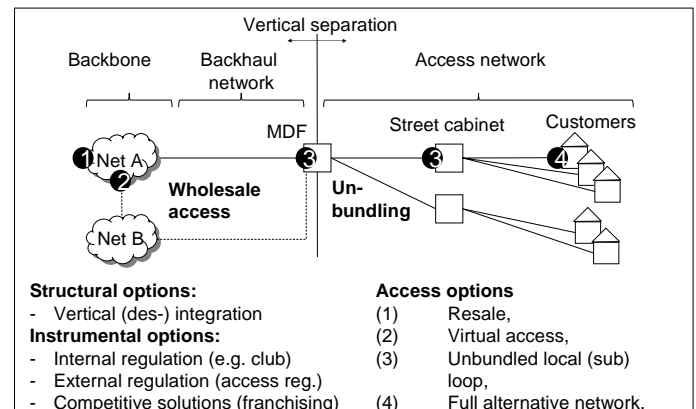 Vertical separation
Backbone
Backhaul
network
Access network
MDF
Street cabinet
Customers
1
Net A
3
3
4
2
Wholesale
access
Un-
bundling
Net B
Structural options:
- Vertical (des-) integration
Instrumental options:
- Internal regulation (e.g. club)
- External regulation (access reg.)
- Competitive solutions (franchising)
Access options
(1) Resale,
(2) Virtual access,
(3) Unbundled local (sub)
loop,
(4) Full alternative network.